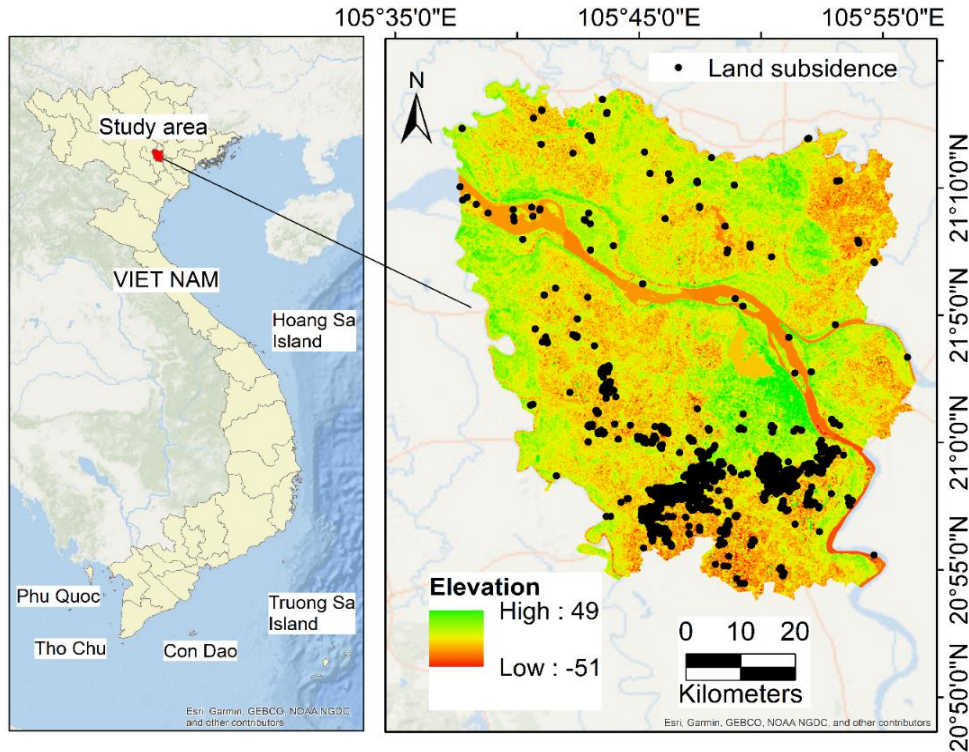 105°35'0"E
105°45'0"E
105°55'0"E
Study area
VIET NAM
Hoang Sa
Island
Phu Quoc
Tho Chu
Con Dao
Truong Sa
Island
Esri, Garmin, GEBCO, NOAA NGDC,
and other contributors
N
Land subsidence
21°10'0"N
21°5'0"N
21°0'0"N
20°55'0"N
20°50'0"N
Elevation
High : 49
Low : -51
0 10 20
Kilometers
Esri, Garmin, GEBCO, NOAA NGDC, and other contributors